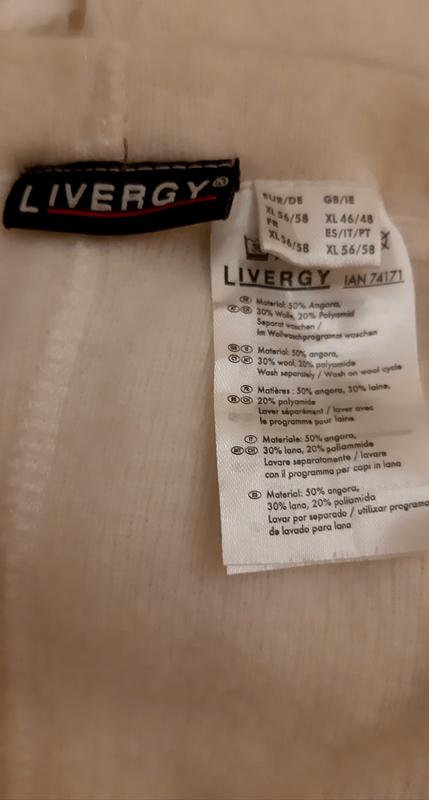 LIVERGY®
EUR/DE GB/IE
XL 56/58 XL 46/48
FR ES/IT/PT
XL 56/58 XL 56/58
LIVERGY IAN 74171
Material: 50% Angora,
30% Wolle, 20% Polyamid
Separat waschen /
im Wollwaschprogramm waschen
Material: 50% angora,
30% wool, 20% polyamide
Wash separately / Wash on wool cycle
Matières : 50% angora, 30% laine,
20% polyamide
Laver séparément / laver avec
le programme pour laine
Materiale: 50% angora,
30% lana, 20% poliammide
Lavare separatamente / lavare
con il programma per capi in lana
Material: 50% angora,
30% lana, 20% poliamida
Lavar por separado / utilizar programa
de lavado para lana